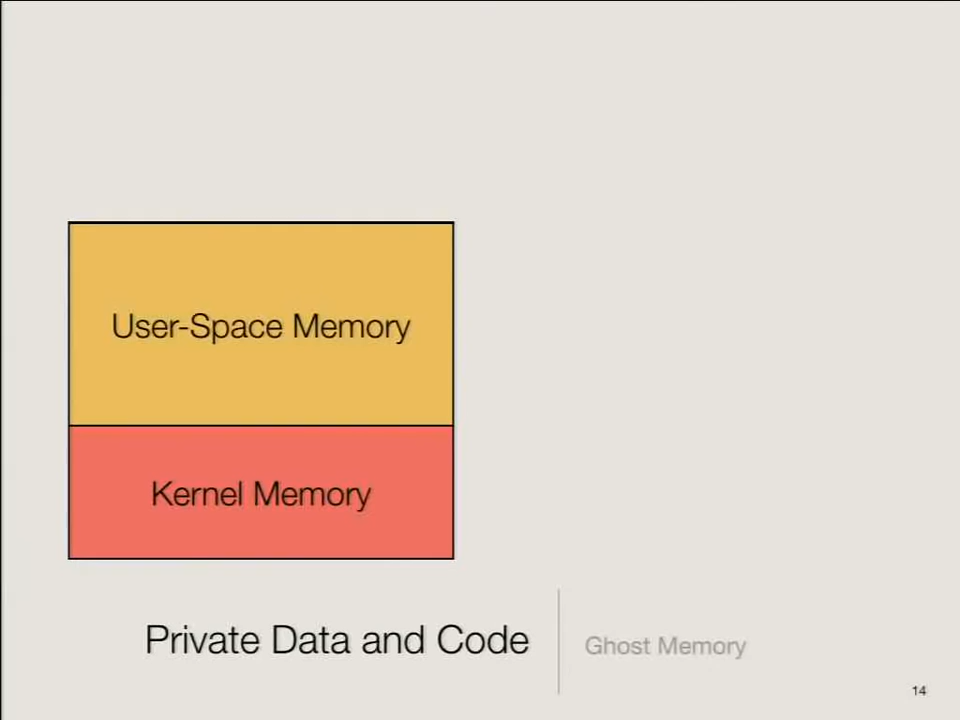 User-Space Memory
Kernel Memory
Private Data and Code
Ghost Memory
14